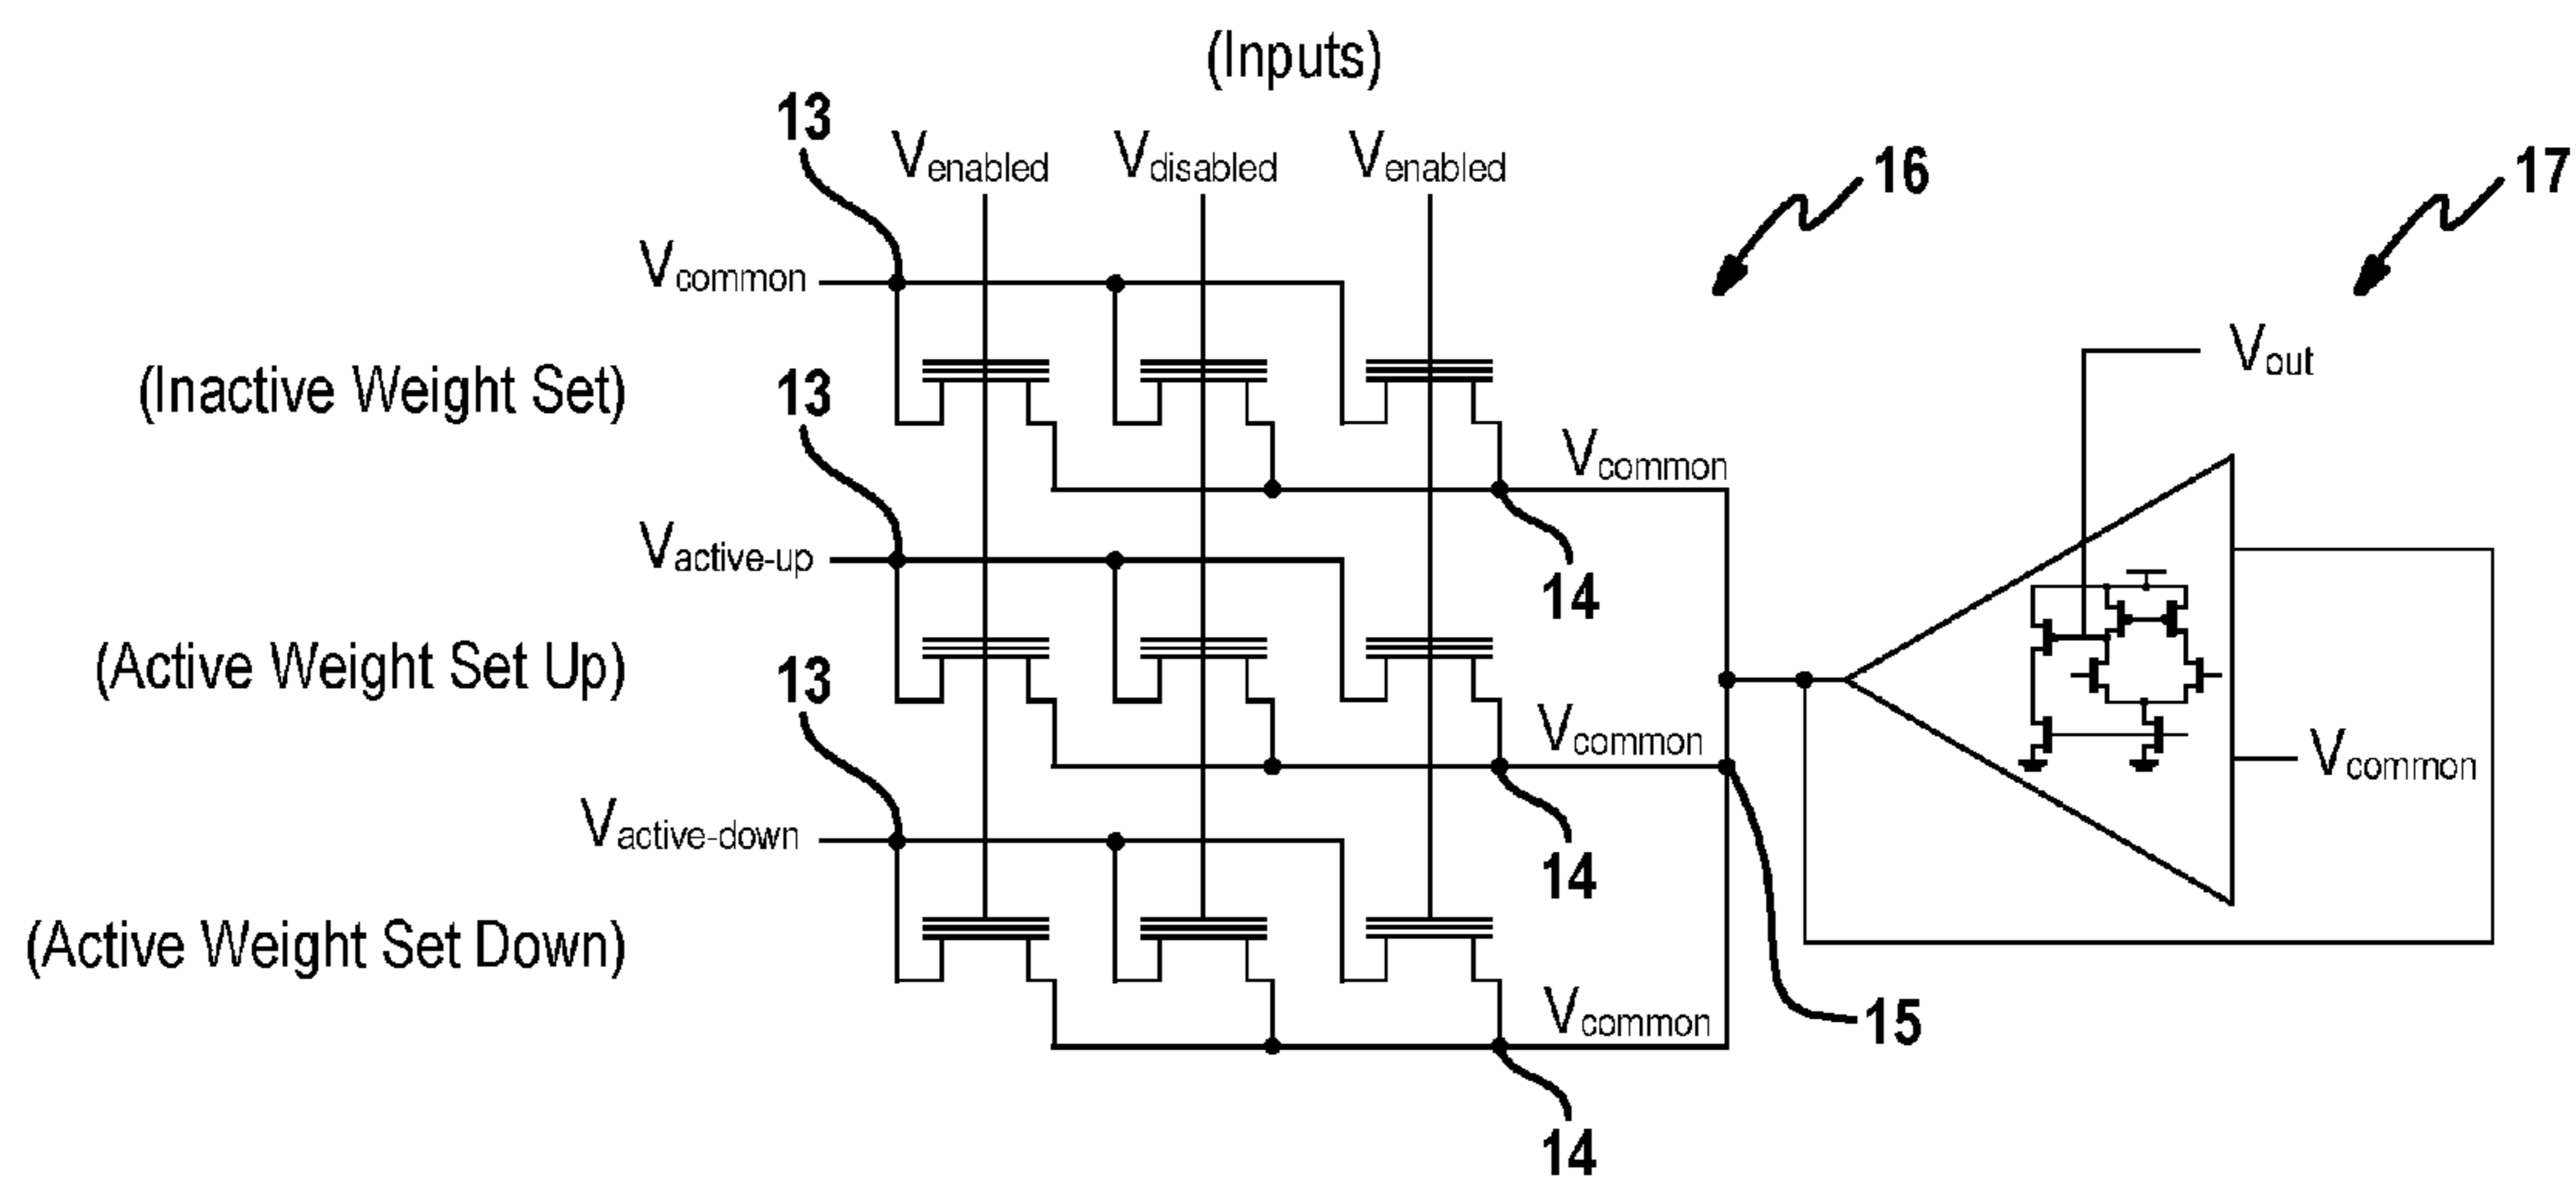 (Inputs)
13
Venabled Vdisabled Venabled
16
17
Vcommon
(Inactive Weight Set)
13
Vout
Vcommon
Vactive-up
14
(Active Weight Set Up)
13
Vcommon
Vcommon
Vactive-down
14
(Active Weight Set Down)
Vcommon
15
14